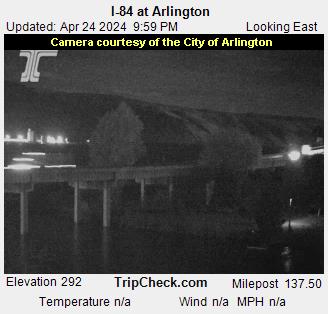 I-84 at Arlington
Updated: Apr 24 2024 9:59 PM Looking East
Camera courtesy of the City of Arlington
Elevation 292 TripCheck.com Milepost 137.50
Temperature n/a Wind n/a MPH n/a